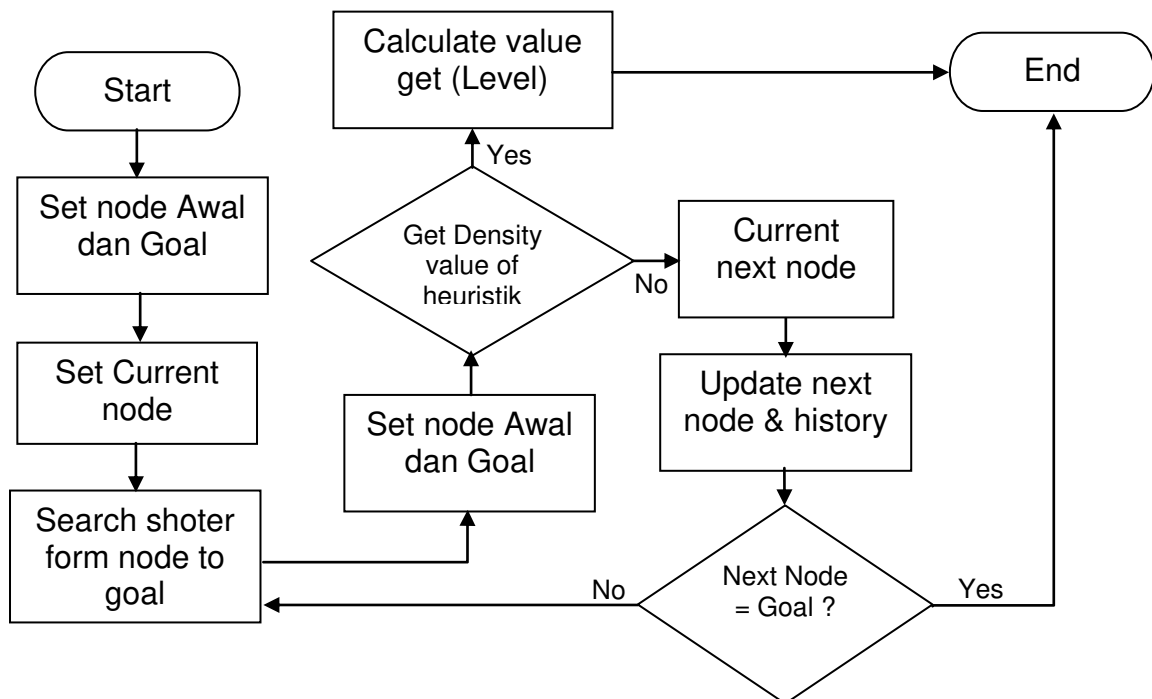 Start
Set node Awal
dan Goal
Set Current
node
Search shoter
form node to
goal
Set node Awal
dan Goal
Get Density
value of
heuristik
Yes
Calculate value
get (Level)
End
No
Current
next node
Update next
node & history
Next Node
= Goal ?
No
Yes